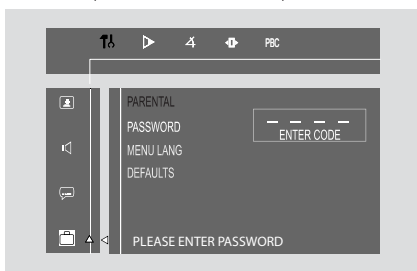 PBC
PARENTAL
PASSWORD
MENU LANG
DEFAULTS
_ _ _ _
ENTER CODE
PLEASE ENTER PASSWORD